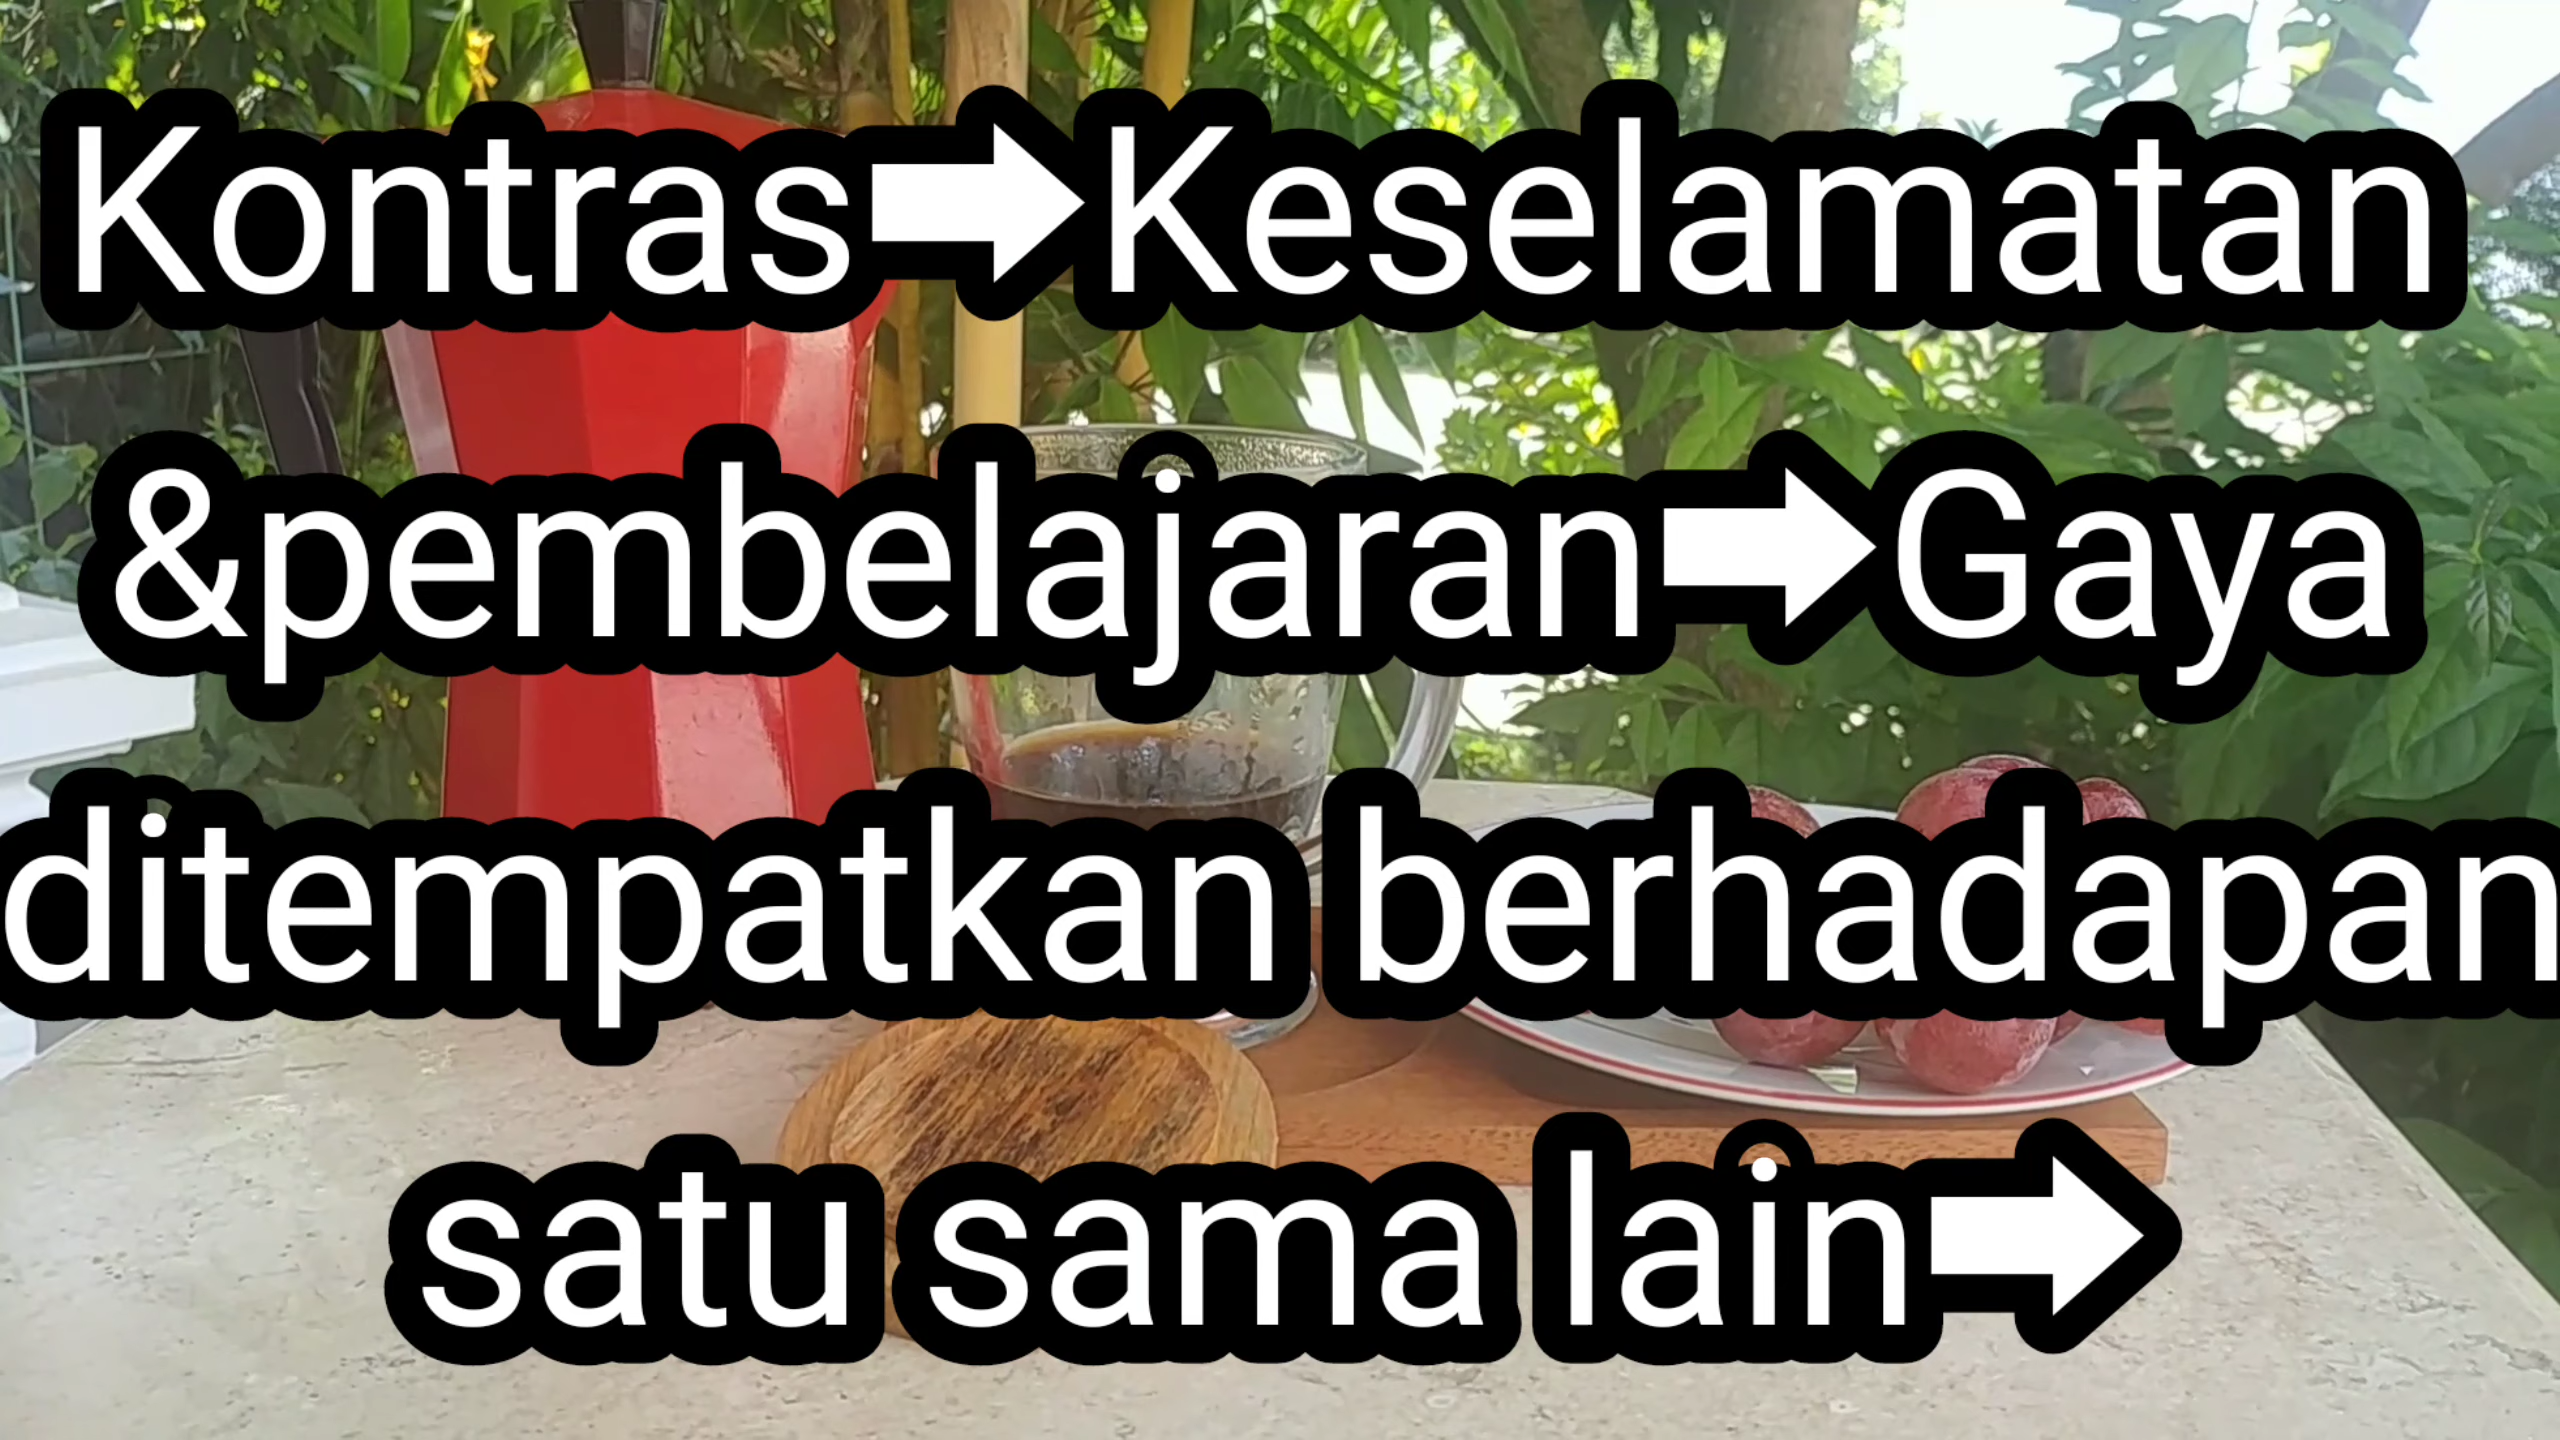 Kontras➡Keselamatan
&pembelajaran➡Gaya
ditempatkan berhadapan
satu sama lain➡